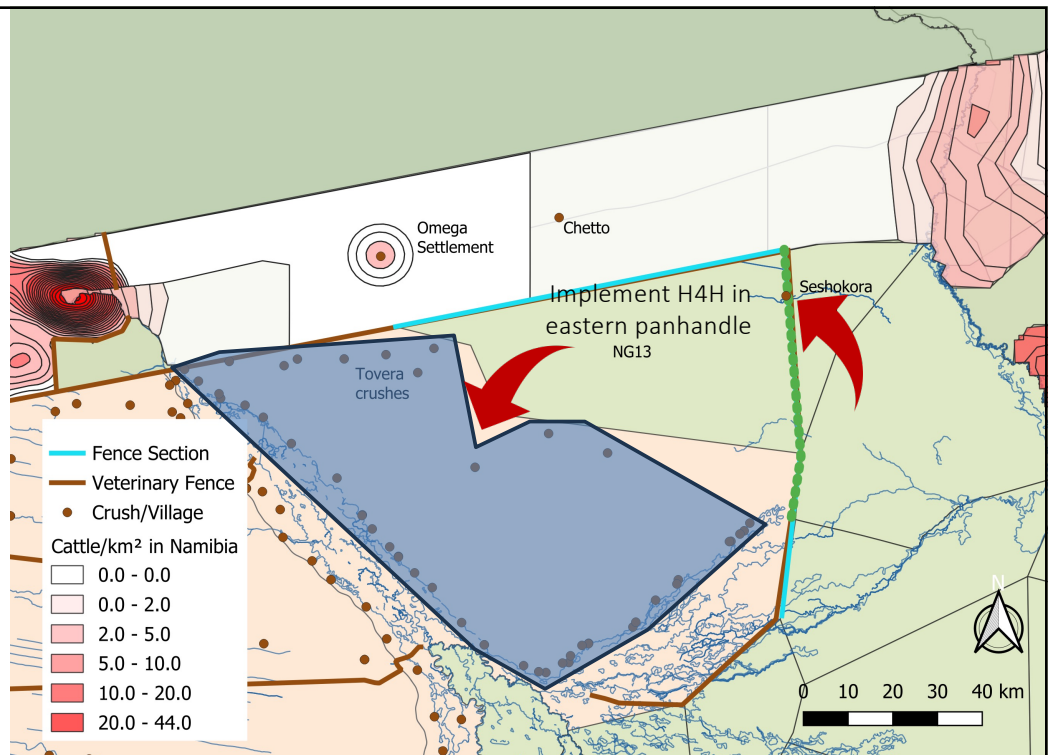 Omega
Settlement
Chetto
Seshokora
Implement H4H in
eastern panhandle
NG13
Tovera
crushes
Fence Section
Veterinary Fence
Crush/Village
Cattle/km² in Namibia
0.0 - 0.0
0.0 - 2.0
2.0 - 5.0
5.0 - 10.0
10.0 - 20.0
20.0 - 44.0
N
0 10 20 30 40 km